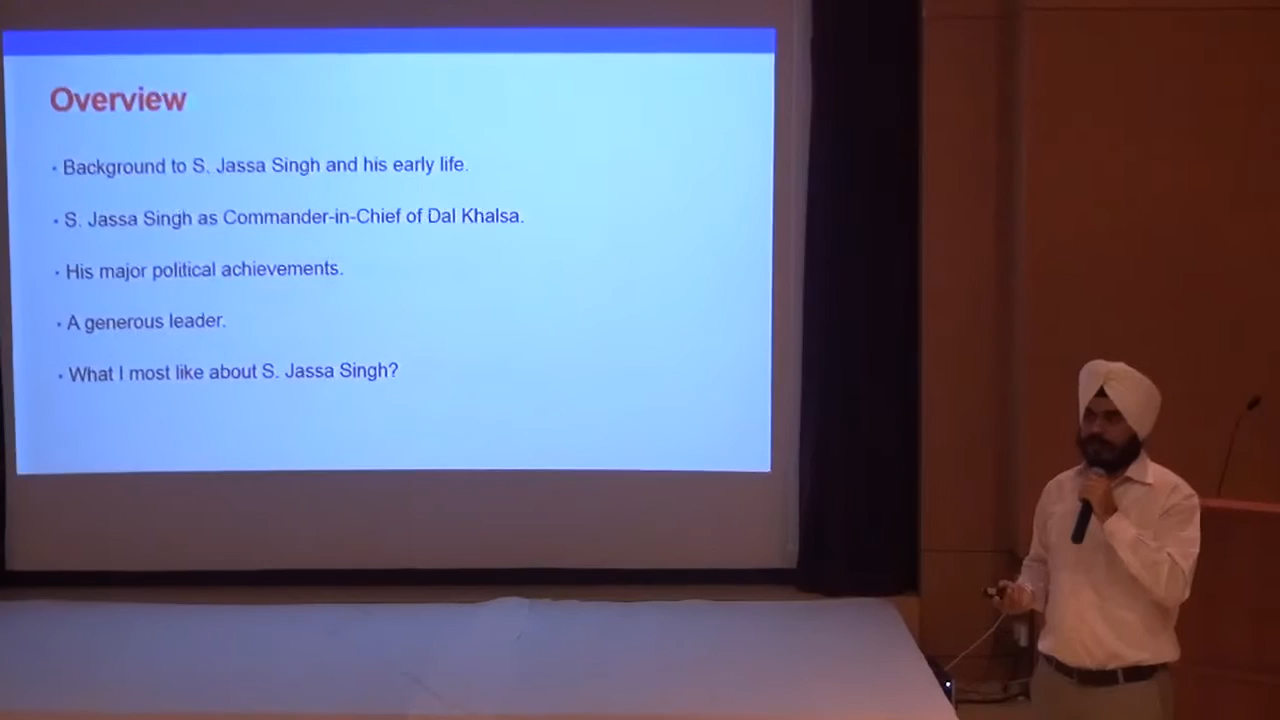 Overview
· Background to S. Jassa Singh and his early life.
· S. Jassa Singh as Commander-in-Chief of Dal Khalsa.
· His major political achievements.
· A generous leader.
· What I most like about S. Jassa Singh?